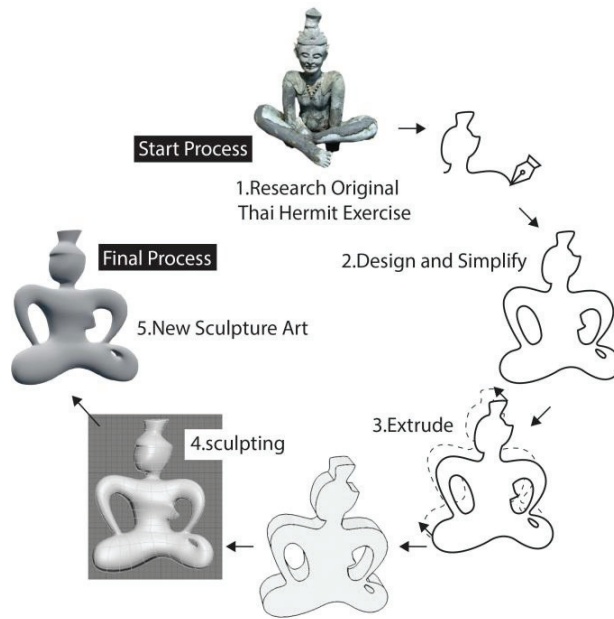 Start Process
1.Research Original
Thai Hermit Exercise
2.Design and Simplify
3.Extrude
4.sculpting
5.New Sculpture Art
Final Process